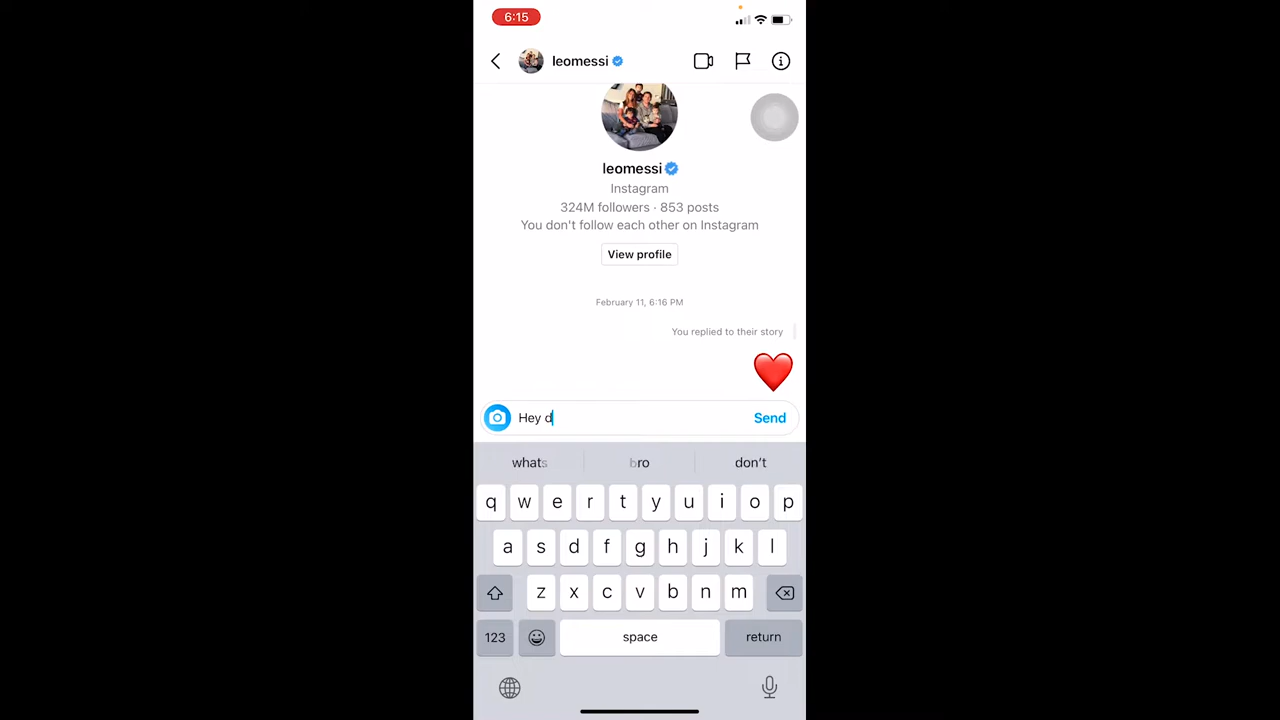 6:15
leomessi
leomessi
Instagram
324M followers · 853 posts
You don't follow each other on Instagram
View profile
February 11, 6:16 PM
You replied to their story
Hey d
Send
whats bro don't
q w e r t y u i o p
a s d f g h j k l
z x c v b n m
123 space return